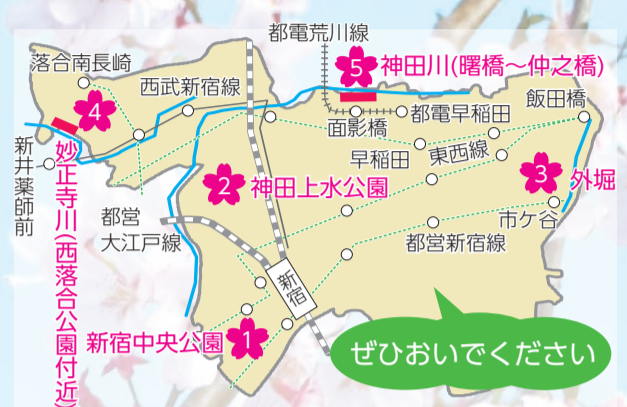 都電荒川線
落合南長崎
5 神田川(曙橋～仲之橋)
西武新宿線
4
飯田橋
面影橋
都電早稲田
早稲田
東西線
新井薬師前
妙正寺川(西落合公園付近)
2 神田上水公園
3 外堀
都営
大江戸線
市ケ谷
都営新宿線
新宿
新宿中央公園 1
ぜひおいでください